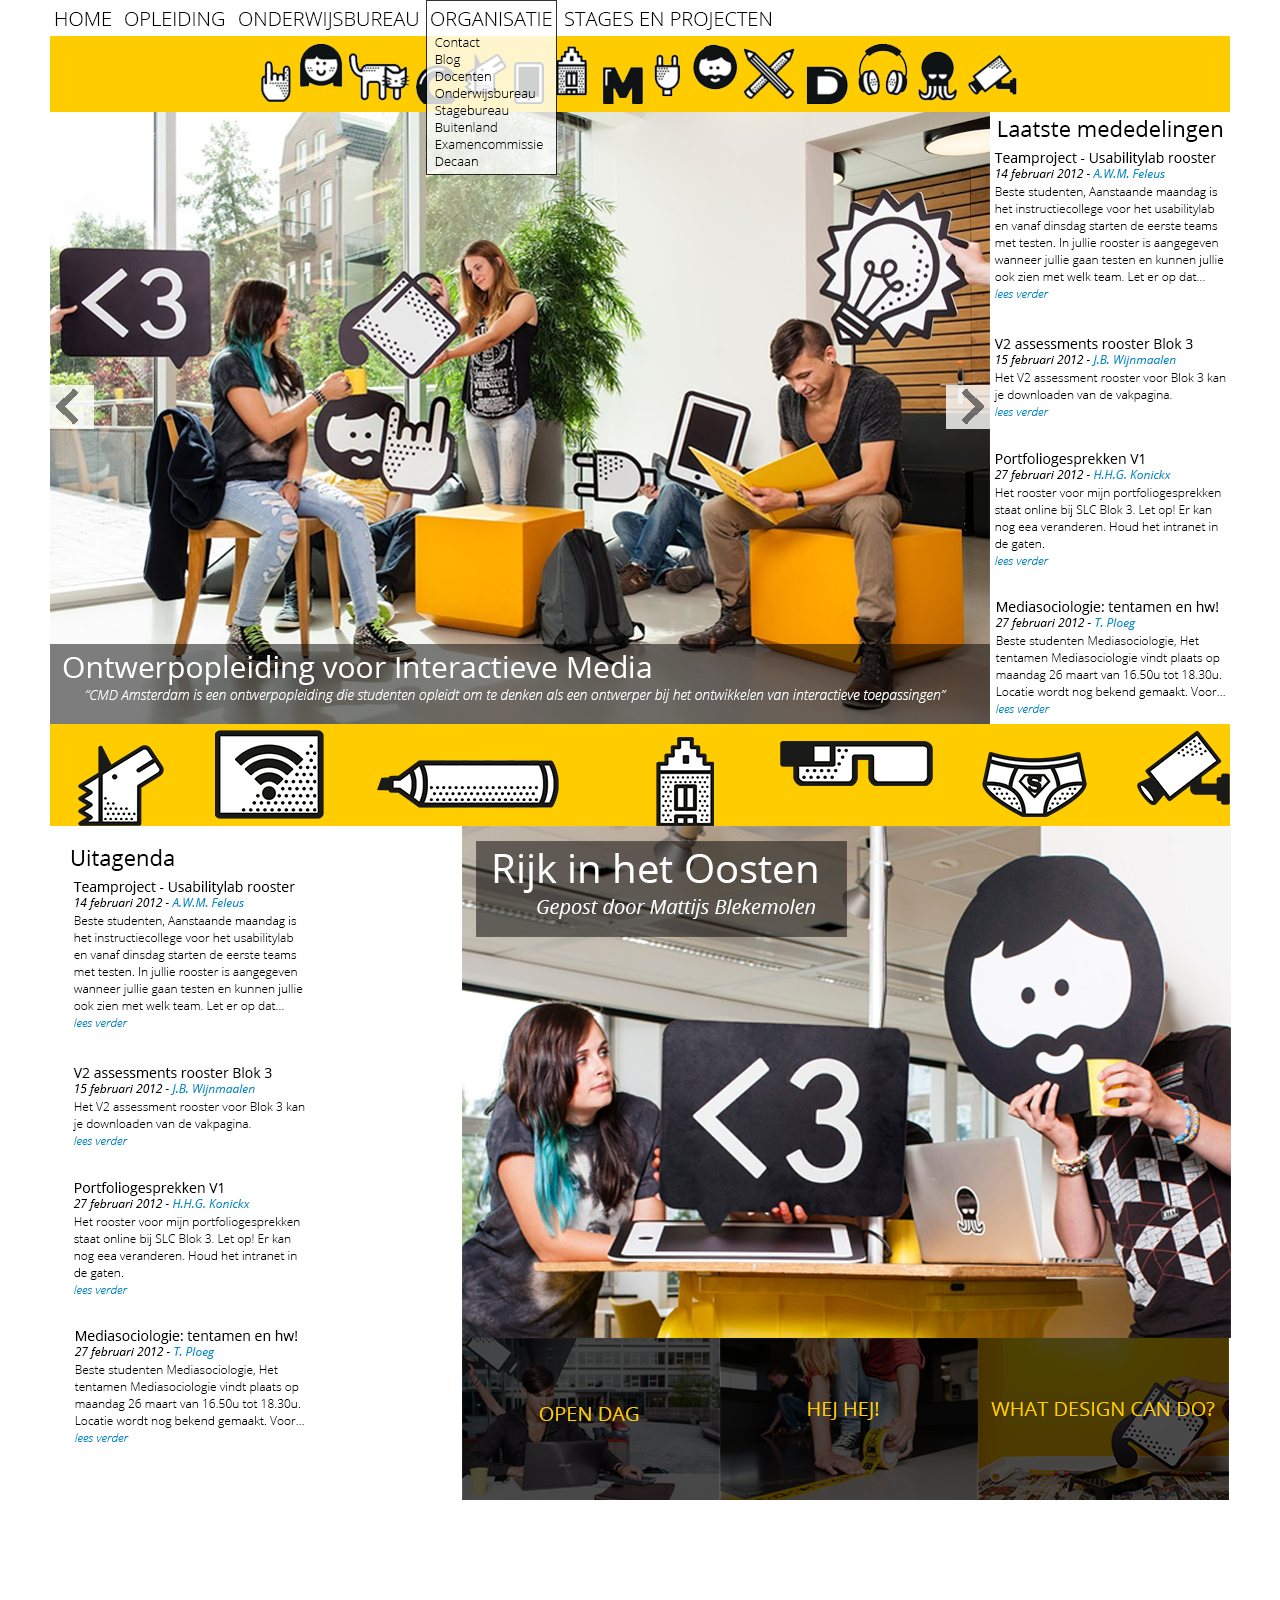 HOME OPLEIDING ONDERWIJSBUREAU ORGANISATIE STAGES EN PROJECTEN
Contact
Blog
Docenten
Onderwijsbureau
Stagebureau
Buitenland
Examencommissie
Decaan
C M D
<3
Ontwerpopleiding voor Interactieve Media
“CMD Amsterdam is een ontwerpopleiding die studenten opleidt om te denken als een ontwerper bij het ontwikkelen van interactieve toepassingen”
Laatste mededelingen
Teamproject - Usabilitylab rooster
14 februari 2012 - A.W.M. Feleus
Beste studenten, Aanstaande maandag is
het instructiecollege voor het usabilitylab
en vanaf dinsdag starten de eerste teams
met testen. In jullie rooster is aangegeven
wanneer jullie gaan testen en kunnen jullie
ook zien met welk team. Let er op dat...
lees verder
V2 assessments rooster Blok 3
15 februari 2012 - J.B. Wijnmaalen
Het V2 assessment rooster voor Blok 3 kan
je downloaden van de vakpagina.
lees verder
Portfoliogesprekken V1
27 februari 2012 - H.H.G. Konickx
Het rooster voor mijn portfoliogesprekken
staat online bij SLC Blok 3. Let op! Er kan
nog eea veranderen. Houd het intranet in
de gaten.
lees verder
Mediasociologie: tentamen en hw!
27 februari 2012 - T. Ploeg
Beste studenten Mediasociologie, Het
tentamen Mediasociologie vindt plaats op
maandag 26 maart van 16.50u tot 18.30u.
Locatie wordt nog bekend gemaakt. Voor...
lees verder
S
Uitagenda
Teamproject - Usabilitylab rooster
14 februari 2012 - A.W.M. Feleus
Beste studenten, Aanstaande maandag is
het instructiecollege voor het usabilitylab
en vanaf dinsdag starten de eerste teams
met testen. In jullie rooster is aangegeven
wanneer jullie gaan testen en kunnen jullie
ook zien met welk team. Let er op dat...
lees verder
V2 assessments rooster Blok 3
15 februari 2012 - J.B. Wijnmaalen
Het V2 assessment rooster voor Blok 3 kan
je downloaden van de vakpagina.
lees verder
Portfoliogesprekken V1
27 februari 2012 - H.H.G. Konickx
Het rooster voor mijn portfoliogesprekken
staat online bij SLC Blok 3. Let op! Er kan
nog eea veranderen. Houd het intranet in
de gaten.
lees verder
Mediasociologie: tentamen en hw!
27 februari 2012 - T. Ploeg
Beste studenten Mediasociologie, Het
tentamen Mediasociologie vindt plaats op
maandag 26 maart van 16.50u tot 18.30u.
Locatie wordt nog bekend gemaakt. Voor...
lees verder
Rijk in het Oosten
Gepost door Mattijs Blekemolen
<3
OPEN DAG
HEJ HEJ!
WHAT DESIGN CAN DO?